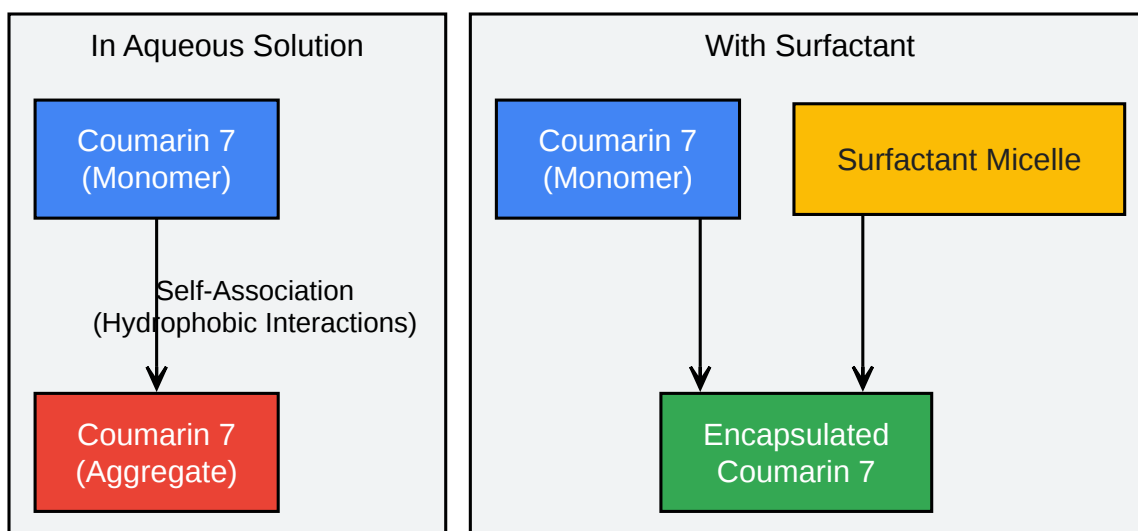 In Aqueous Solution
Coumarin 7
(Monomer)
Self-Association
(Hydrophobic Interactions)
Coumarin 7
(Aggregate)
With Surfactant
Coumarin 7
(Monomer)
Surfactant Micelle
Encapsulated
Coumarin 7